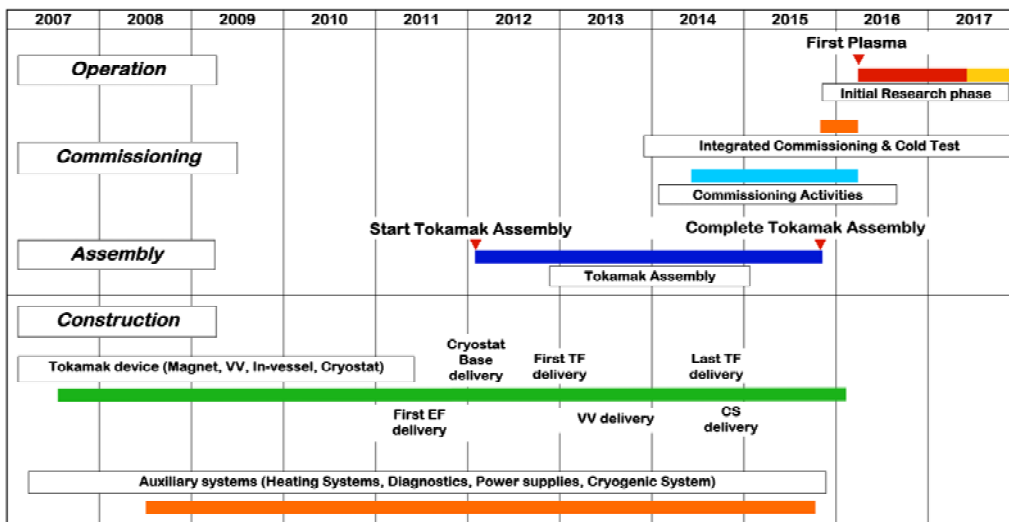 2007 2008 2009 2010 2011 2012 2013 2014 2015 2016 2017
First Plasma
Operation
Initial Research phase
Integrated Commissioning & Cold Test
Commissioning
Commissioning Activities
Start Tokamak Assembly
Complete Tokamak Assembly
Assembly
Tokamak Assembly
Construction
Cryostat
Base
delivery
First TF
delivery
Last TF
delivery
Tokamak device (Magnet, VV, In-vessel, Cryostat)
First EF
delivery
VV delivery
CS
delivery
Auxiliary systems (Heating Systems, Diagnostics, Power supplies, Cryogenic System)